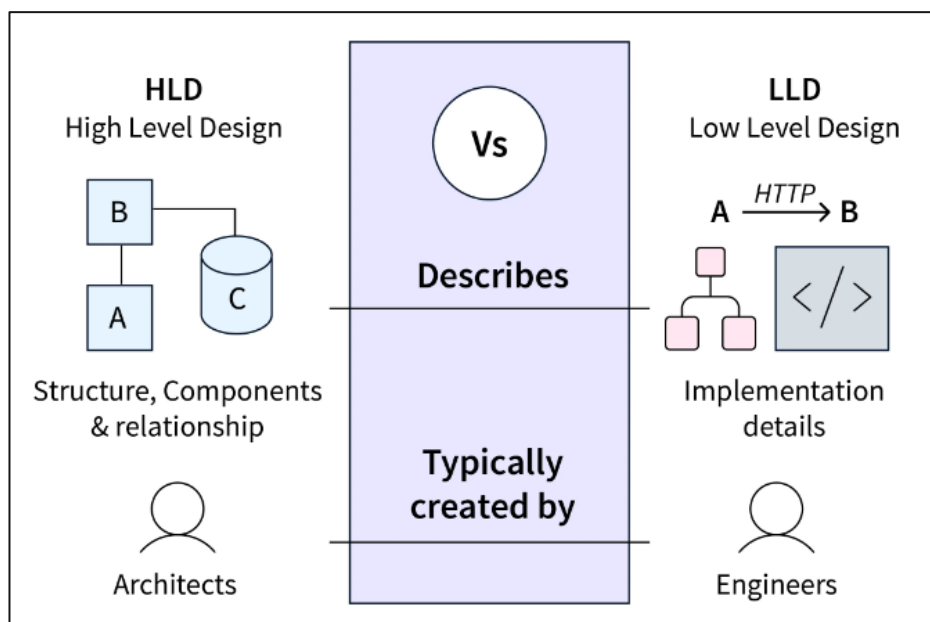 HLD
High Level Design
B
A
C
Structure, Components
& relationship
Architects
Vs
Describes
Typically
created by
LLD
Low Level Design
A HTTP B
</>
Implementation
details
Engineers